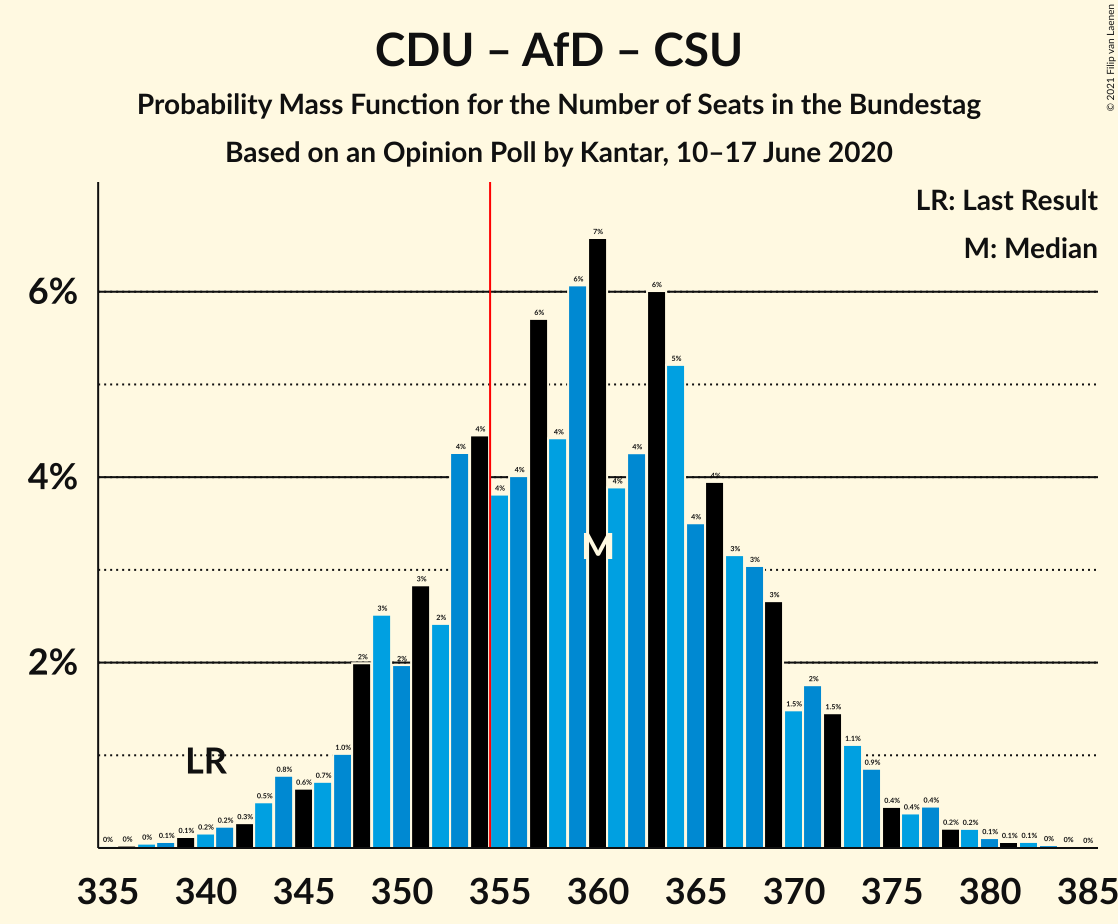 CDU – AfD – CSU
Probability Mass Function for the Number of Seats in the Bundestag
Based on an Opinion Poll by Kantar, 10–17 June 2020
© 2021 Filip van Laenen
LR: Last Result
M: Median
6%
4%
2%
0% 0% 0% 0.1% 0.1% 0.2% 0.2% 0.3% 0.5% 0.8% 0.6% 0.7% 1.0% 2% 3% 2% 3% 2% 4% 4% 4% 4% 6% 4% 6% 7% 4% 4% 6% 5% 4% 4% 3% 3% 3% 1.5% 2% 1.5% 1.1% 0.9% 0.4% 0.4% 0.4% 0.2% 0.2% 0.1% 0.1% 0.1% 0% 0% 0%
M
LR
335 340 345 350 355 360 365 370 375 380 385